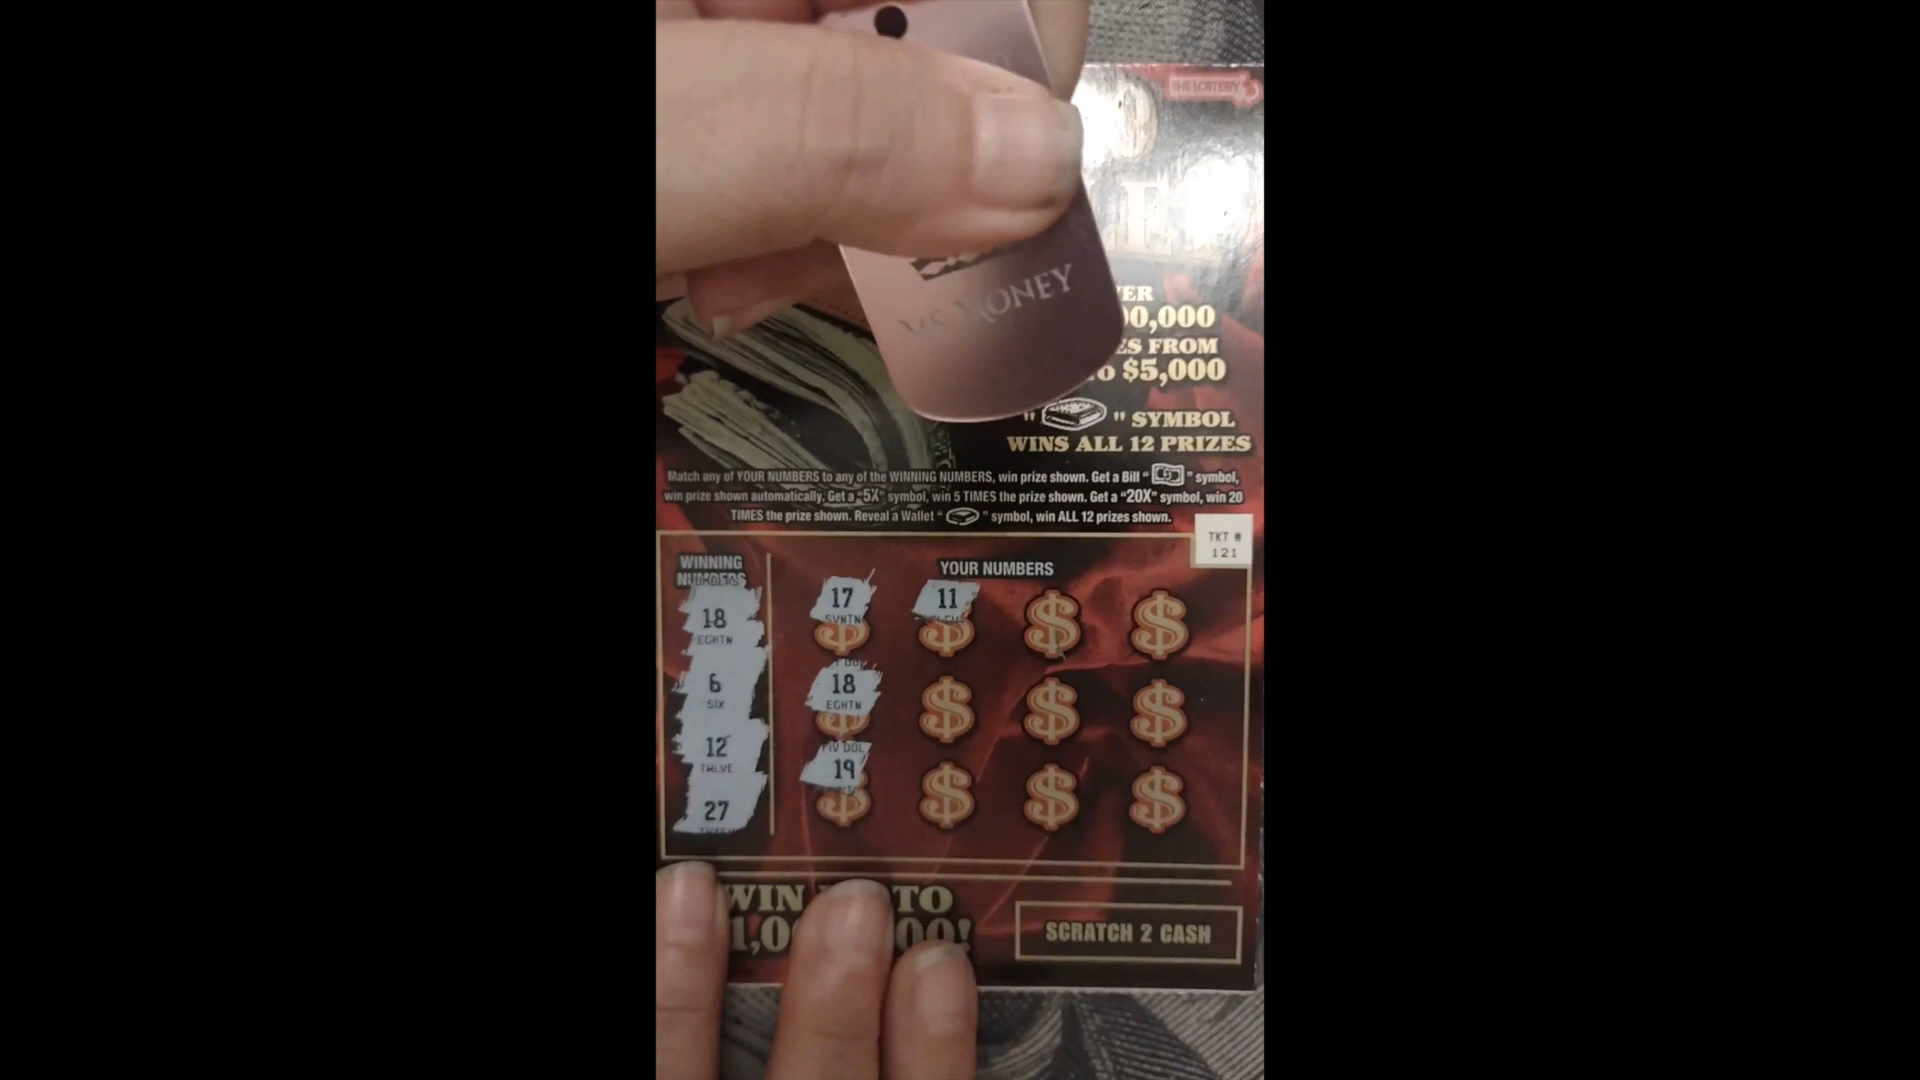 THE LOTTERY
MONEY
00,000
FROM
$5,000
" " SYMBOL
WINS ALL 12 PRIZES
Match any of YOUR NUMBERS to any of the WINNING NUMBERS, win prize shown. Get a Bill " " symbol,
win prize shown automatically. Get a "5X" symbol, win 5 TIMES the prize shown. Get a "20X" symbol, win 20
TIMES the prize shown. Reveal a Wallet " " symbol, win ALL 12 prizes shown.
TKT #
121
WINNING
NUMBERS
YOUR NUMBERS
18
EGHTN
6
SIX
12
TWLVE
27
17
SVNTN
11
18
EGHTN
FIV DOL
19
WIN TO
SCRATCH 2 CASH